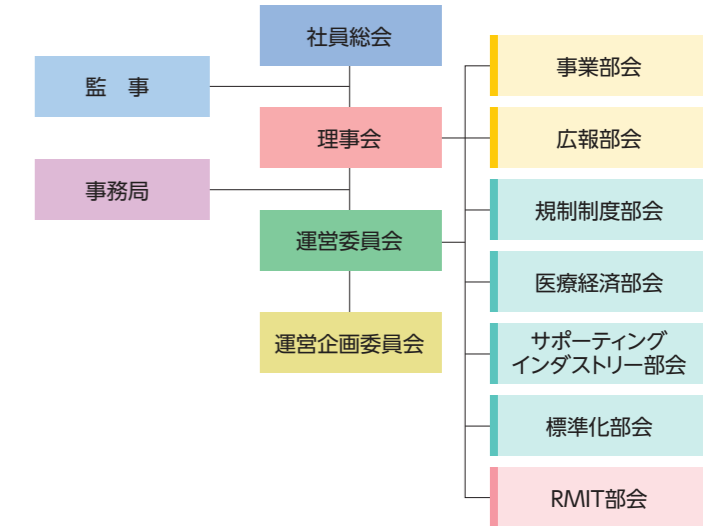 社員総会
監　事
理事会
事務局
運営委員会
運営企画委員会
事業部会
広報部会
規制制度部会
医療経済部会
サポーティング
インダストリー部会
標準化部会
RMIT部会